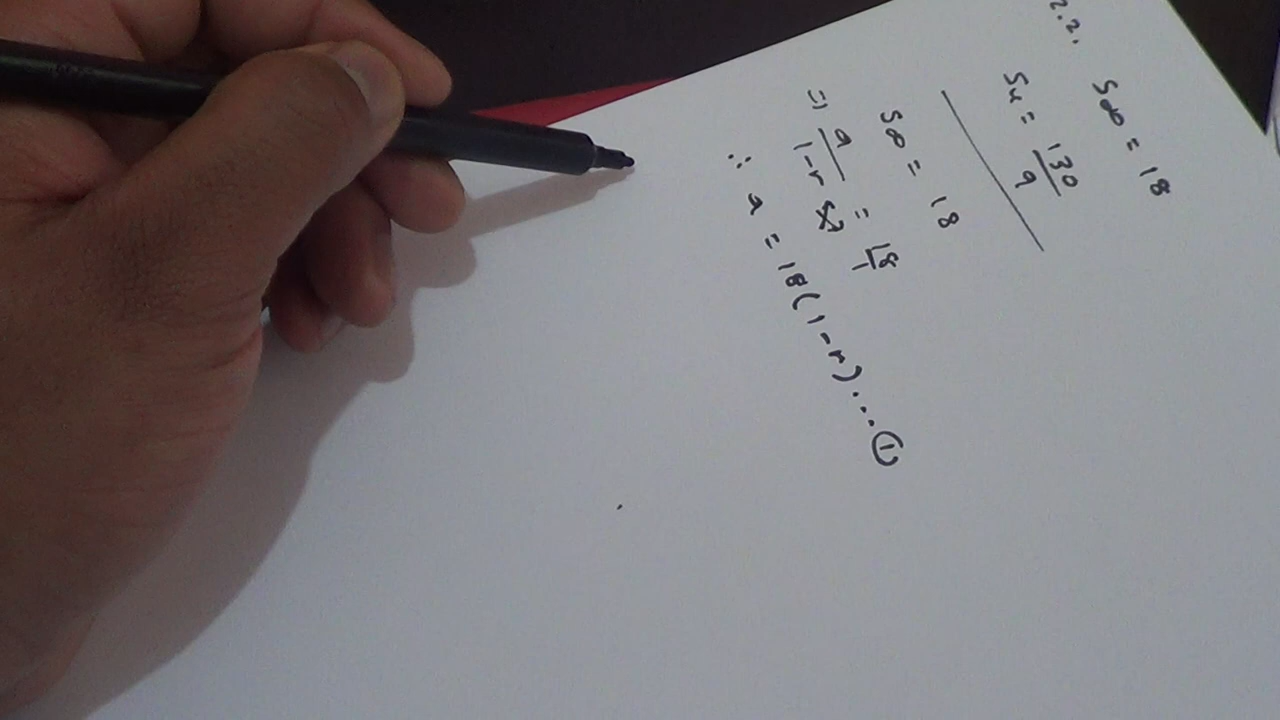 2.2. S∞ = 18
S4 = 130/9
S∞ = 18
=) a/1-r = 18/1
∴ a = 18(1-r)...①